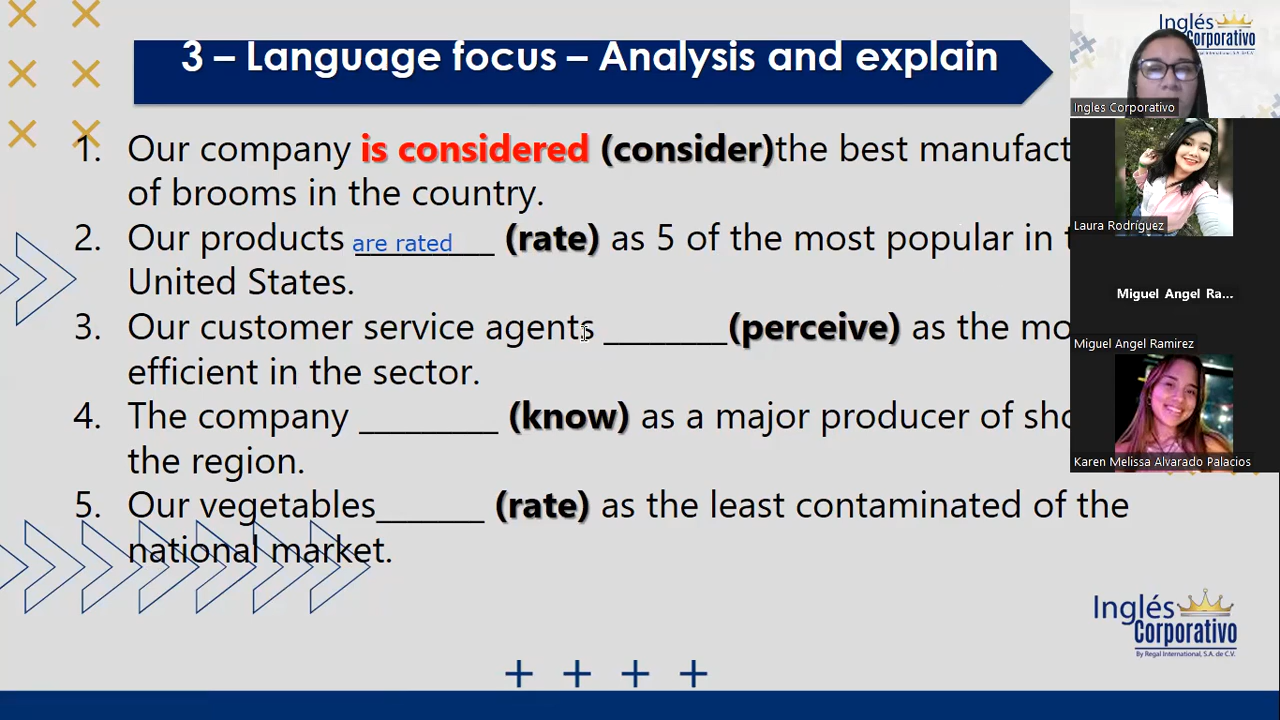 3 – Language focus – Analysis and explain
1. Our company is considered (consider)the best manufact
of brooms in the country.
2. Our products are rated (rate) as 5 of the most popular in t
United States.
3. Our customer service agents ________(perceive) as the mo
efficient in the sector.
4. The company _________ (know) as a major producer of sho
the region.
5. Our vegetables_______ (rate) as the least contaminated of the
national market.
Inglés
Corporativo
Ingles Corporativo
Laura Rodríguez
Miguel Angel Ra...
Miguel Angel Ramirez
Karen Melissa Alvarado Palacios
Inglés
Corporativo
By Regal International, S.A. de C.V.